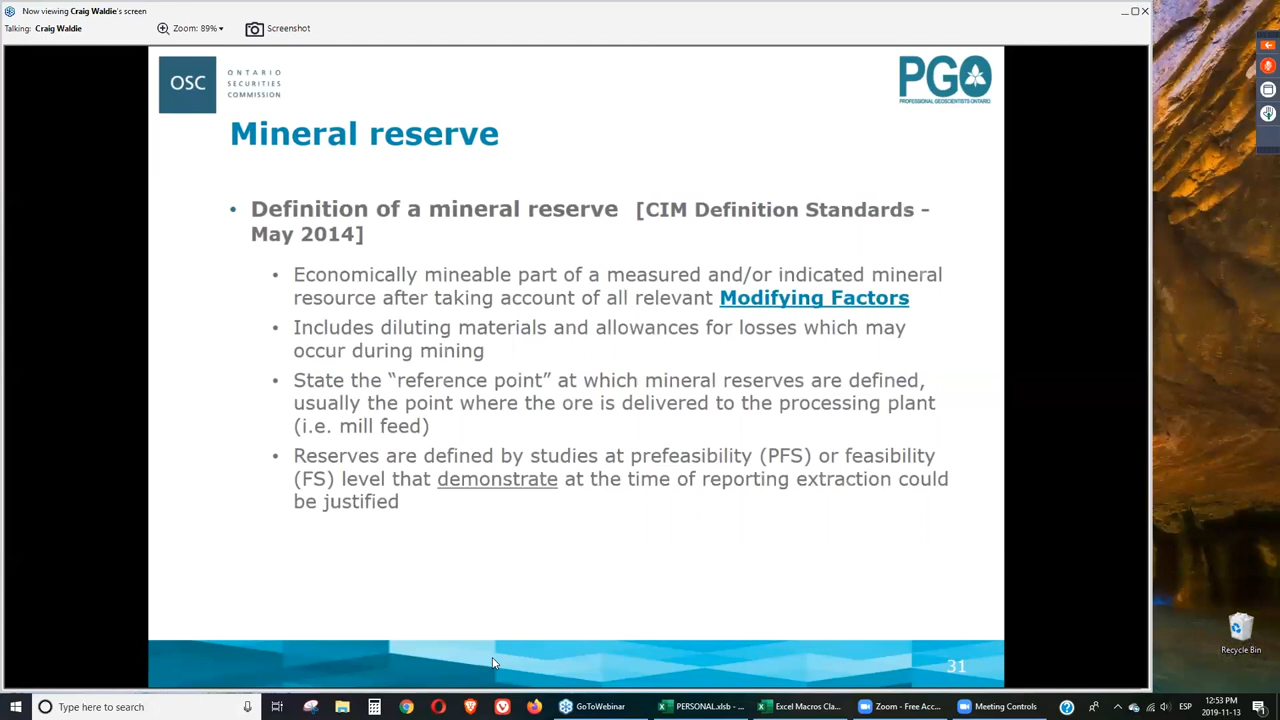 Now viewing Craig Waldie's screen
Talking: Craig Waldie
Zoom: 89%
Screenshot
OSC
ONTARIO
SECURITIES
COMMISSION
PGO
PROFESSIONAL GEOSCIENTISTS ONTARIO
Mineral reserve
• Definition of a mineral reserve [CIM Definition Standards -
May 2014]
• Economically mineable part of a measured and/or indicated mineral
resource after taking account of all relevant Modifying Factors
• Includes diluting materials and allowances for losses which may
occur during mining
• State the “reference point” at which mineral reserves are defined,
usually the point where the ore is delivered to the processing plant
(i.e. mill feed)
• Reserves are defined by studies at prefeasibility (PFS) or feasibility
(FS) level that demonstrate at the time of reporting extraction could
be justified
31
Recycle Bin
Type here to search
GoToWebinar
PERSONAL.xlsb - ...
Excel Macros Cla...
Zoom - Free Acc...
Meeting Controls
ESP
12:53 PM
2019-11-13